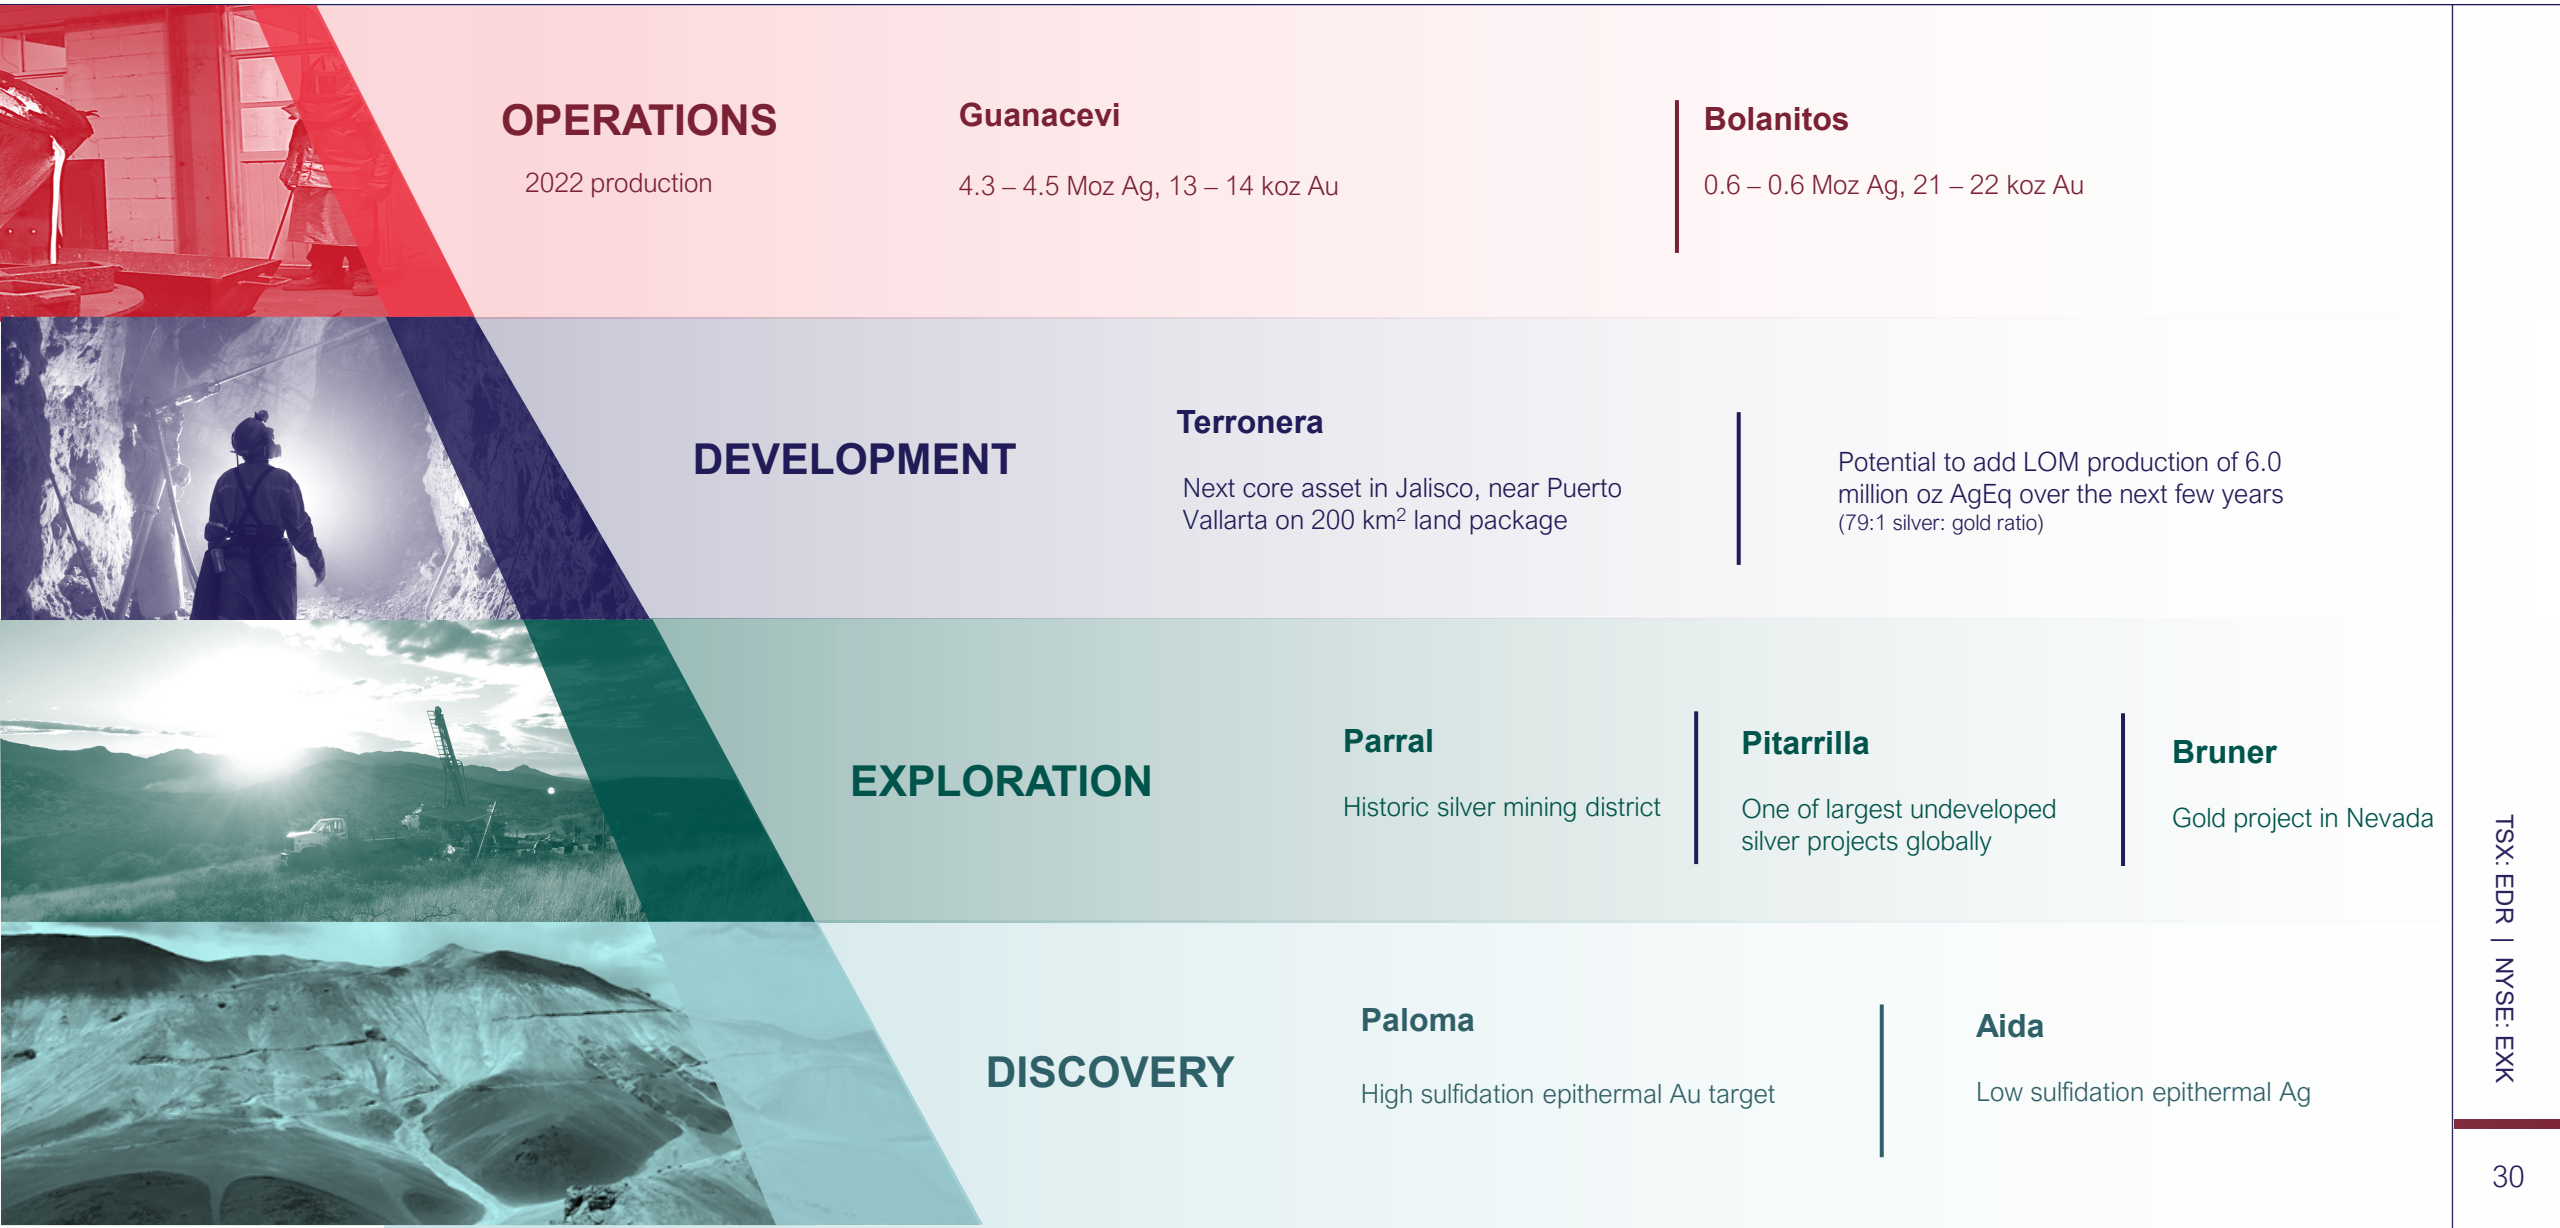 OPERATIONS
2022 production
Guanacevi
4.3 – 4.5 Moz Ag, 13 – 14 koz Au
Bolanitos
0.6 – 0.6 Moz Ag, 21 – 22 koz Au
DEVELOPMENT
Terronera
Next core asset in Jalisco, near Puerto
Vallarta on 200 km² land package
Potential to add LOM production of 6.0
million oz AgEq over the next few years
(79:1 silver: gold ratio)
EXPLORATION
Parral
Historic silver mining district
Pitarrilla
One of largest undeveloped
silver projects globally
Bruner
Gold project in Nevada
DISCOVERY
Paloma
High sulfidation epithermal Au target
Aida
Low sulfidation epithermal Ag
TSX: EDR | NYSE: EXK
30